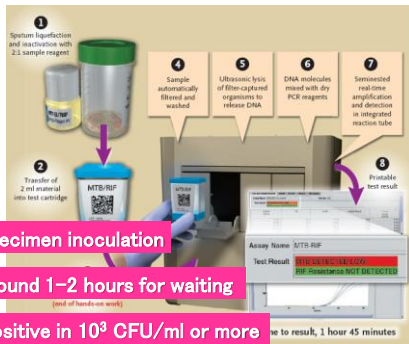 1
Sputum liquefaction
and inactivation with
2:1 sample reagent
2
Transfer of
2 ml material
into test cartridge
MTB/RIF
4
Sample
automatically
filtered and
washed
5
Ultrasonic lysis
of filter-captured
organisms to
release DNA
6
DNA molecules
mixed with dry
PCR reagents
7
Seminested
real-time
amplification
and detection
in integrated
reaction tube
8
Printable
test result
Assay Name MTB-RIF
Test Result
RIF Resistance NOT DETECTED
ecimen inoculation
ound 1-2 hours for waiting
(end of hands-on work)
ositive in 10³ CFU/ml or more
me to result, 1 hour 45 minutes